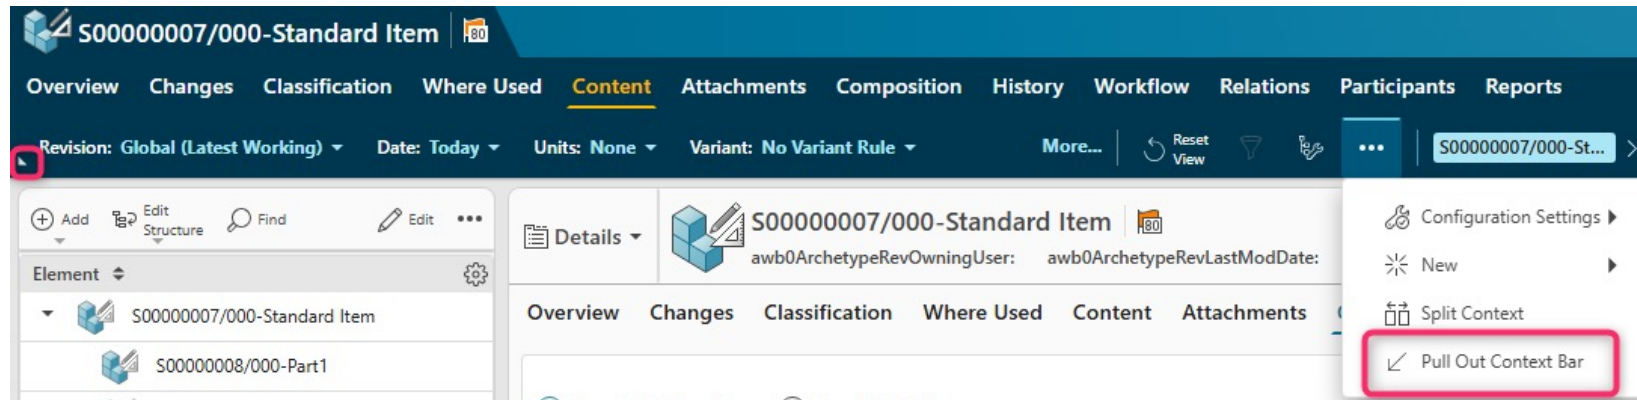 S00000007/000-Standard Item 80
Overview Changes Classification Where Used Content Attachments Composition History Workflow Relations Participants Reports
Revision: Global (Latest Working) Date: Today Units: None Variant: No Variant Rule More... Reset View S00000007/000-St...
Add Edit Structure Find Edit
Details
S00000007/000-Standard Item 80
awb0ArchetypeRevOwningUser: awb0ArchetypeRevLastModDate:
Element
S00000007/000-Standard Item
S00000008/000-Part1
Overview Changes Classification Where Used Content Attachments
Configuration Settings
New
Split Context
Pull Out Context Bar